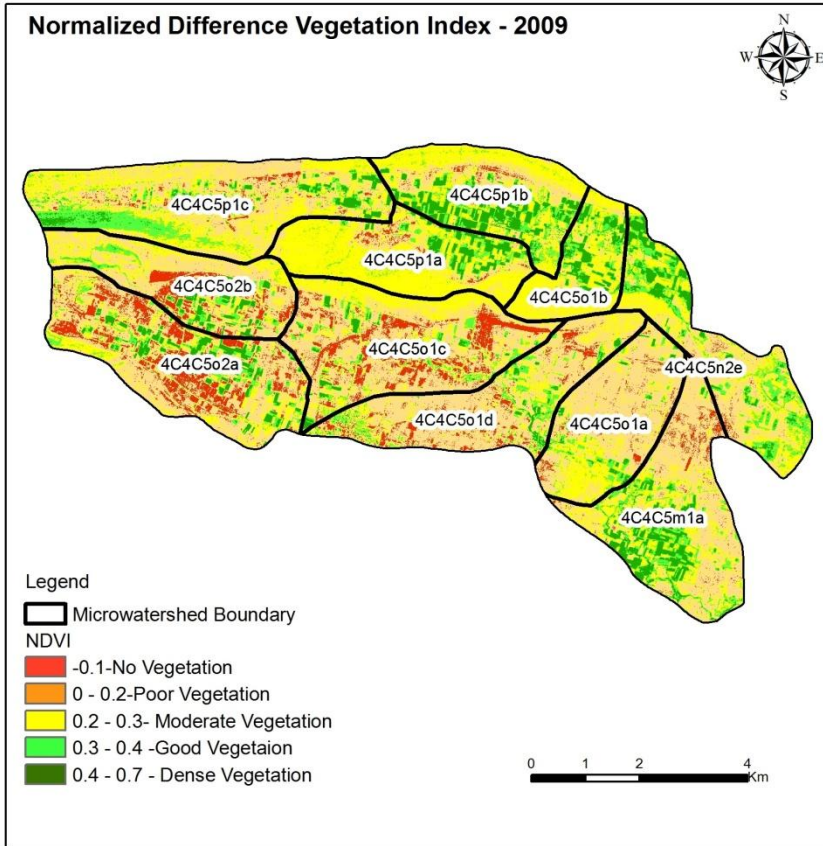 Normalized Difference Vegetation Index - 2009
N
W E
S
4C4C5p1c
4C4C5p1b
4C4C5p1a
4C4C5o2b
4C4C5o1b
4C4C5o1c
4C4C5o2a
4C4C5n2e
4C4C5o1d
4C4C5o1a
4C4C5m1a
Legend
Microwatershed Boundary
NDVI
-0.1-No Vegetation
0 - 0.2-Poor Vegetation
0.2 - 0.3- Moderate Vegetation
0.3 - 0.4 -Good Vegetaion
0.4 - 0.7 - Dense Vegetation
0 1 2 4
Km